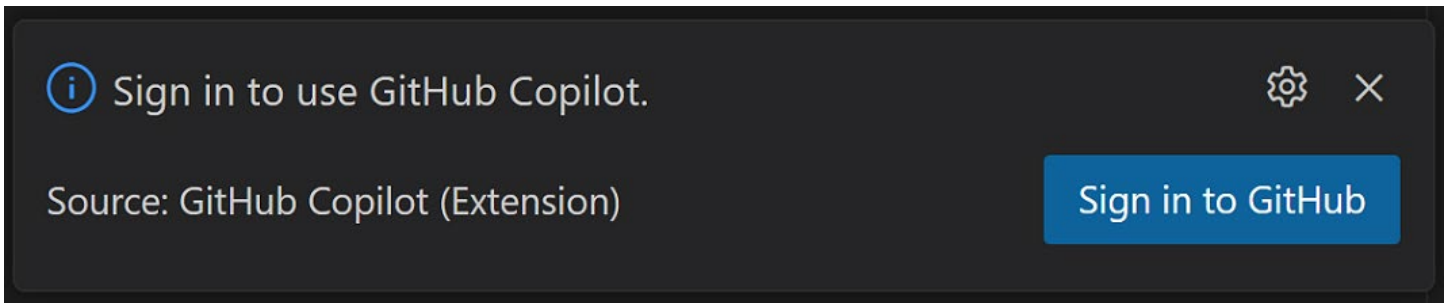 Sign in to use GitHub Copilot.
Source: GitHub Copilot (Extension)
Sign in to GitHub